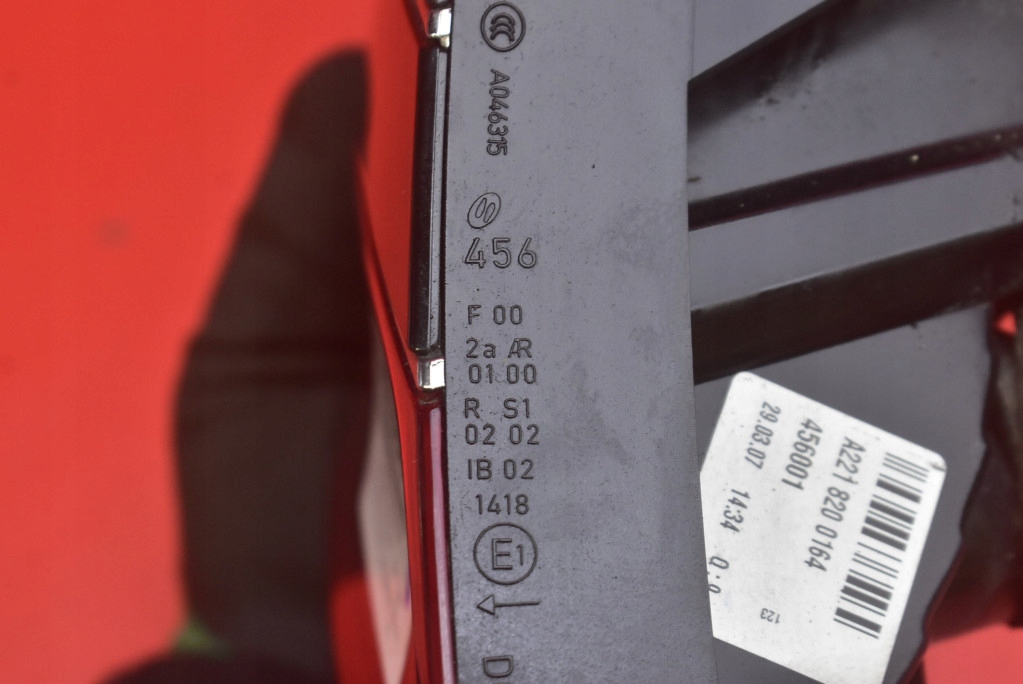 CCC
A046315
456
F 00
2a AR
01 00
R S1
02 02
IB 02
1418
E1
D
A221 820 0164
456001
29.03.07 14:34
123